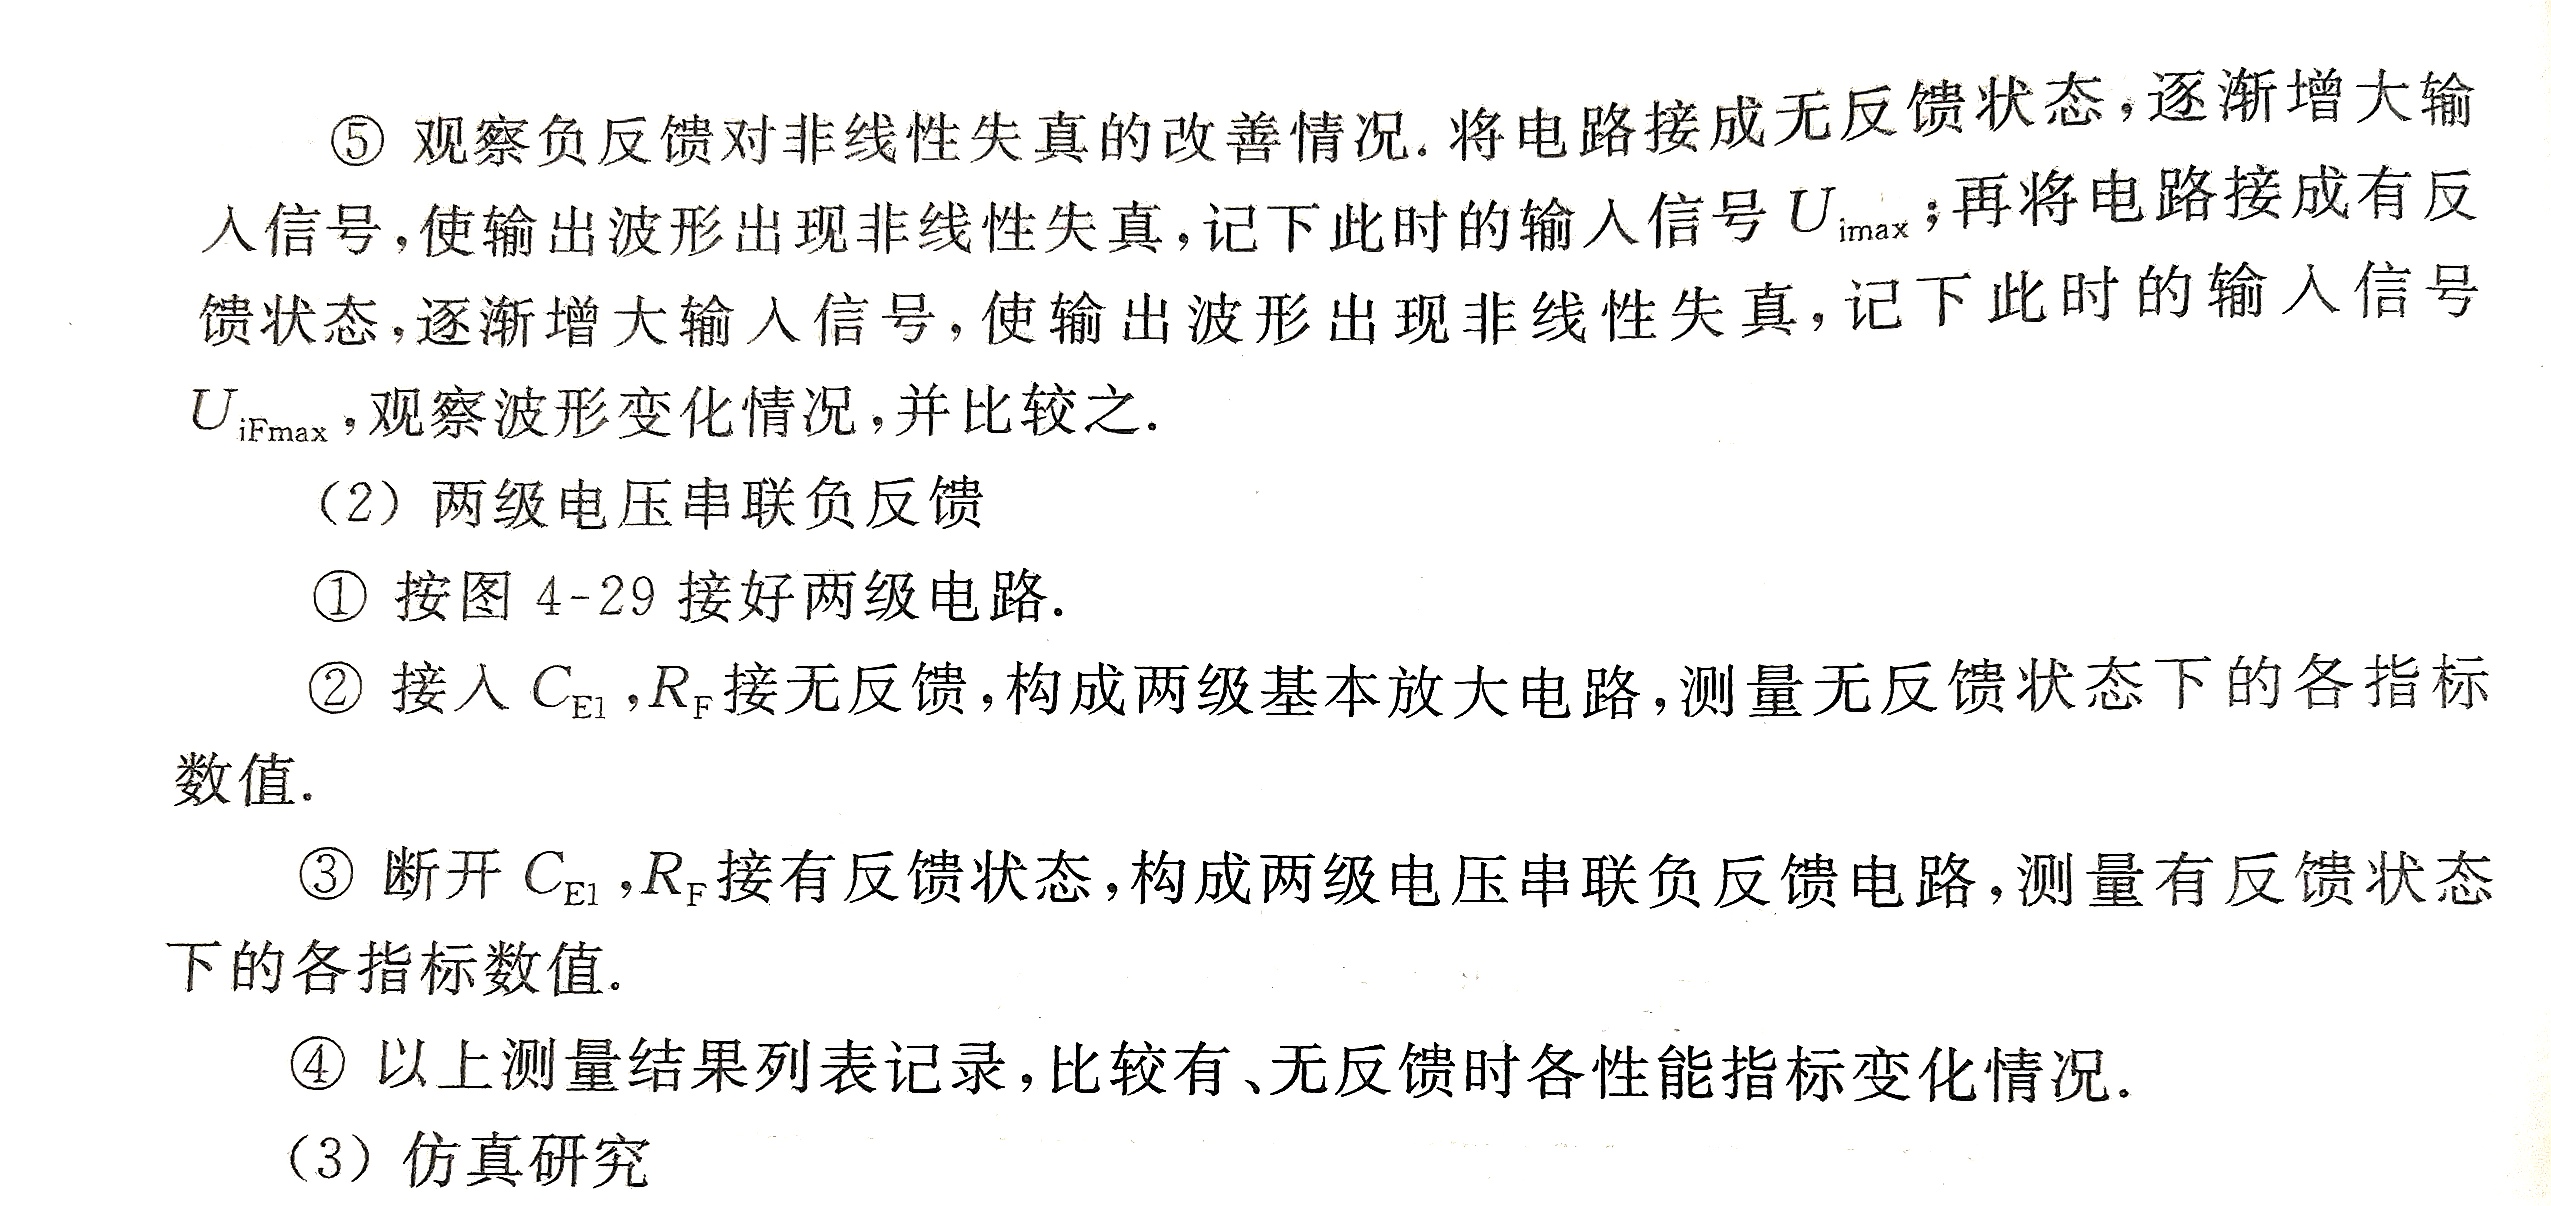 ⑤ 观察负反馈对非线性失真的改善情况. 将电路接成无反馈状态,逐渐增大输
入信号,使输出波形出现非线性失真,记下此时的输入信号 Uimax;再将电路接成有反
馈状态,逐渐增大输入信号,使输出波形出现非线性失真,记下此时的输入信号
UiFmax,观察波形变化情况,并比较之.
(2) 两级电压串联负反馈
① 按图 4-29 接好两级电路.
② 接入 CE1,RF接无反馈,构成两级基本放大电路,测量无反馈状态下的各指标
数值.
③ 断开 CE1,RF接有反馈状态,构成两级电压串联负反馈电路,测量有反馈状态
下的各指标数值.
④ 以上测量结果列表记录,比较有、无反馈时各性能指标变化情况.
(3) 仿真研究